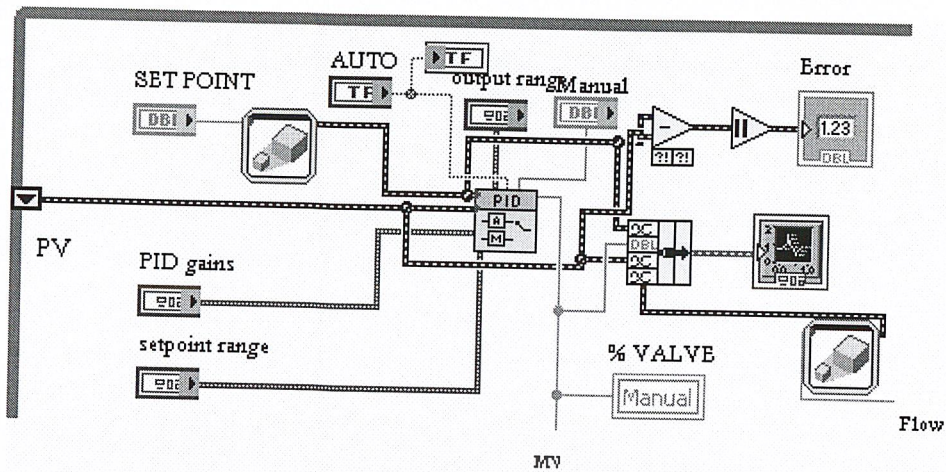 AUTO
TF
SET POINT
TF
output range
Manual
Error
DBL
DBL
1.23
DBL
PID
A
M
PV
DBL
PID gains
setpoint range
% VALVE
Manual
Flow
MV